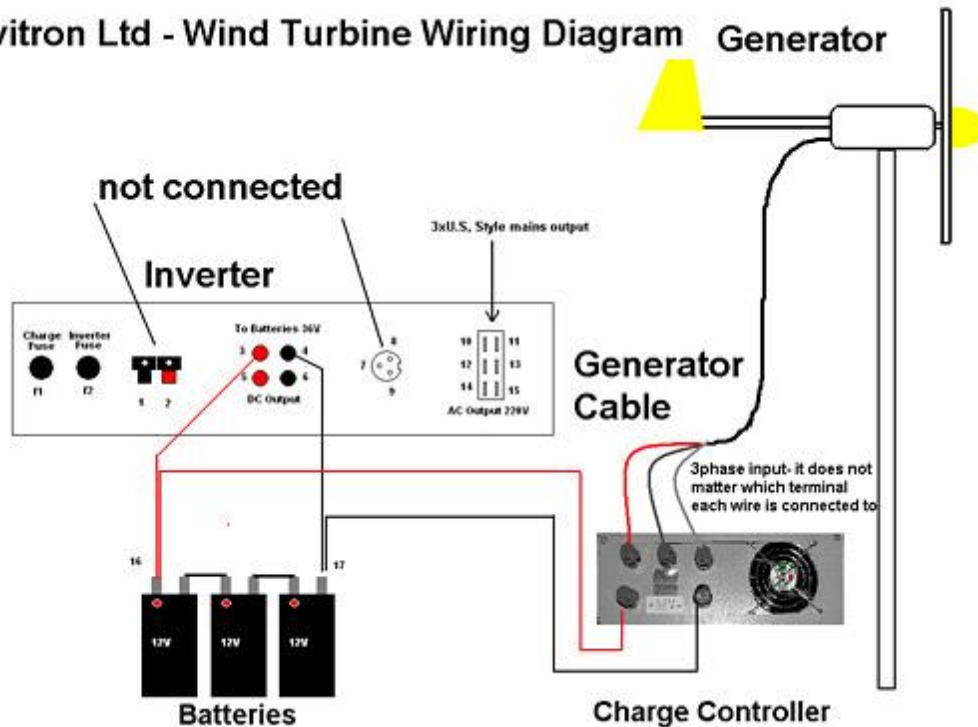 vitron Ltd - Wind Turbine Wiring Diagram
Generator
not connected
3xU.S, Style mains output
Inverter
Charge
Fuse
Inverter
Fuse
To Batteries 36V
3
4
5
6
DC Output
f1
f2
1
2
7
8
9
10
11
12
13
14
15
AC Output 220V
Generator
Cable
3phase input- it does not
matter which terminal
each wire is connected to
16
17
12V
12V
12V
Batteries
Charge Controller